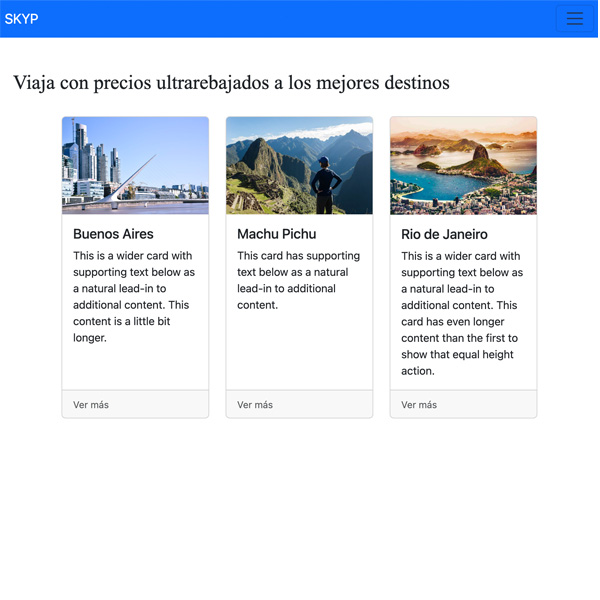 SKYP
Viaja con precios ultrarebajados a los mejores destinos
Buenos Aires
This is a wider card with
supporting text below as
a natural lead-in to
additional content. This
content is a little bit
longer.
Ver más
Machu Pichu
This card has supporting
text below as a natural
lead-in to additional
content.
Ver más
Rio de Janeiro
This is a wider card with
supporting text below as
a natural lead-in to
additional content. This
card has even longer
content than the first to
show that equal height
action.
Ver más